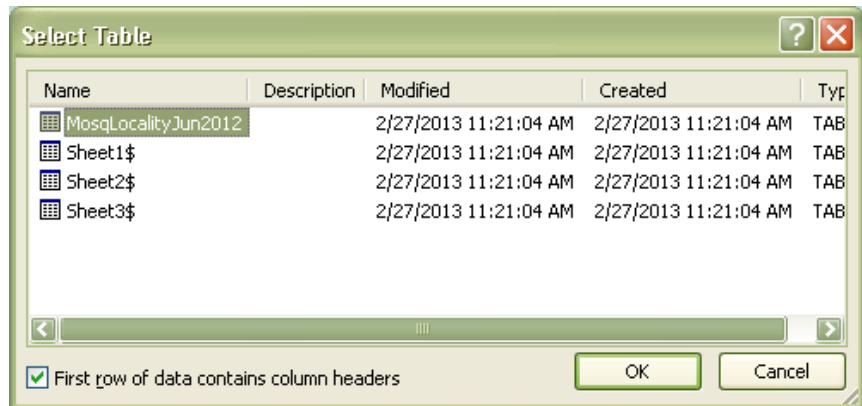 Select Table
Name Description Modified Created Typ
MosqLocalityJun2012 2/27/2013 11:21:04 AM 2/27/2013 11:21:04 AM TAB
Sheet1$ 2/27/2013 11:21:04 AM 2/27/2013 11:21:04 AM TAB
Sheet2$ 2/27/2013 11:21:04 AM 2/27/2013 11:21:04 AM TAB
Sheet3$ 2/27/2013 11:21:04 AM 2/27/2013 11:21:04 AM TAB
First row of data contains column headers OK Cancel